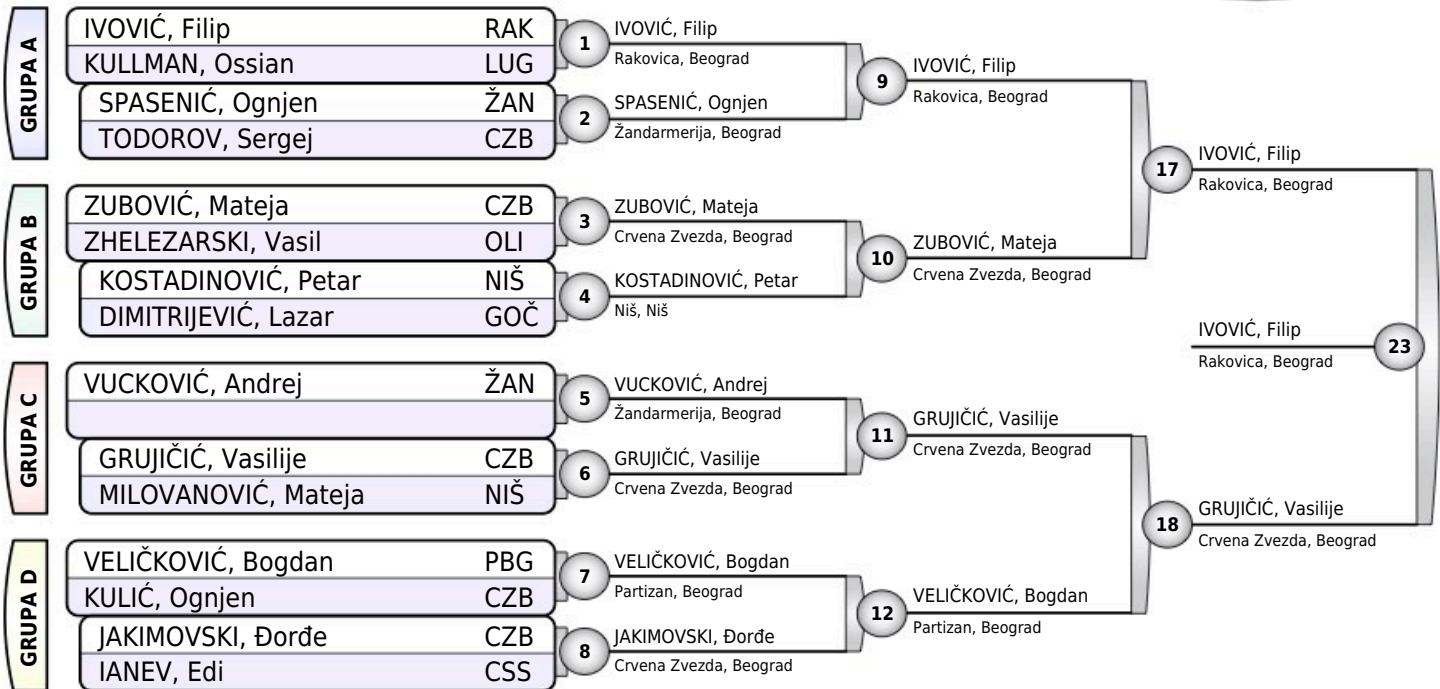 GRUPA A
IVOVIĆ, Filip RAK
KULLMAN, Ossian LUG
SPASENIĆ, Ognjen ŽAN
TODOROV, Sergej CZB
GRUPA B
ZUBOVIĆ, Mateja CZB
ZHELEZARSKI, Vasil OLI
KOSTADINOVIĆ, Petar NIŠ
DIMITRIJEVIĆ, Lazar GOČ
GRUPA C
VUCKOVIĆ, Andrej ŽAN
GRUJIČIĆ, Vasilije CZB
MILOVANOVIĆ, Mateja NIŠ
GRUPA D
VELIČKOVIĆ, Bogdan PBG
KULIĆ, Ognjen CZB
JAKIMOVSKI, Đorđe CZB
IANEV, Edi CSS
1
IVOVIĆ, Filip
Rakovica, Beograd
2
SPASENIĆ, Ognjen
Žandarmerija, Beograd
3
ZUBOVIĆ, Mateja
Crvena Zvezda, Beograd
4
KOSTADINOVIĆ, Petar
Niš, Niš
5
VUCKOVIĆ, Andrej
Žandarmerija, Beograd
6
GRUJIČIĆ, Vasilije
Crvena Zvezda, Beograd
7
VELIČKOVIĆ, Bogdan
Partizan, Beograd
8
JAKIMOVSKI, Đorđe
Crvena Zvezda, Beograd
9
IVOVIĆ, Filip
Rakovica, Beograd
10
ZUBOVIĆ, Mateja
Crvena Zvezda, Beograd
11
GRUJIČIĆ, Vasilije
Crvena Zvezda, Beograd
12
VELIČKOVIĆ, Bogdan
Partizan, Beograd
17
IVOVIĆ, Filip
Rakovica, Beograd
18
GRUJIČIĆ, Vasilije
Crvena Zvezda, Beograd
IVOVIĆ, Filip
Rakovica, Beograd
23